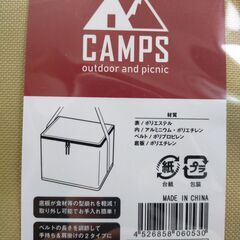 CAMPS
outdoor and picnic
材質
表 / ポリエステル
内 / アルミニウム・ポリエチレン
ベルト / ポリプロピレン
底板 / ポリエチレン
紙
台紙
プラ
包装
底板が食材等の型崩れを軽減!
取り外し可能でお手入れ簡単!
MADE IN CHINA
ベルトの長さを調節して
手持ち&肩掛けの2タイプに
4 526858 060530